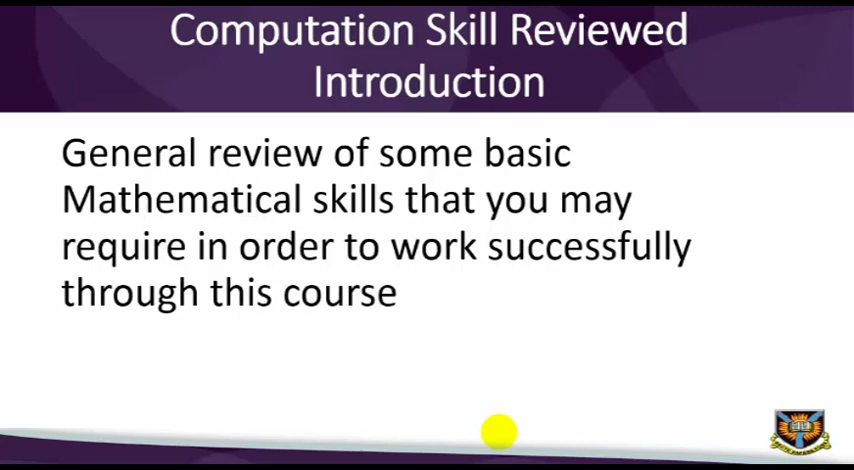 Computation Skill Reviewed
Introduction
General review of some basic
Mathematical skills that you may
require in order to work successfully
through this course